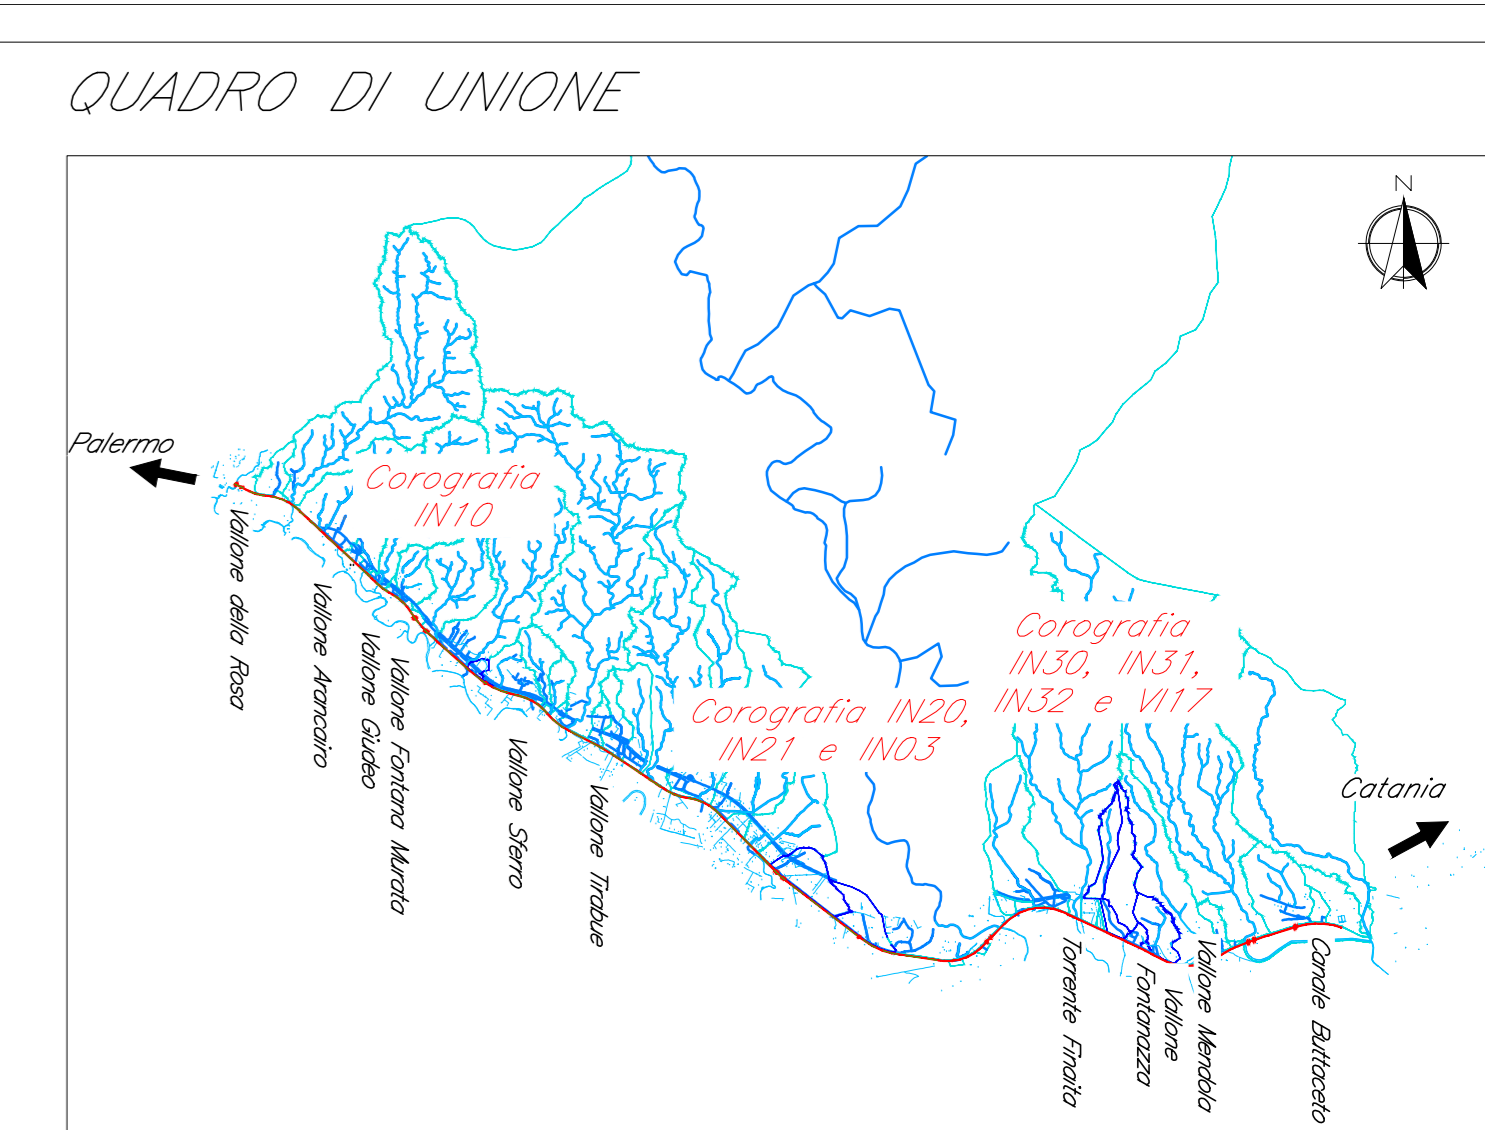 QUADRO DI UNIONE
N
Palermo
Corografia
IN10
Corografia
IN30, IN31,
IN32 e VI17
Corografia IN20,
IN21 e IN03
Catania
Vallone della Rosa
Vallone Arancairo
Vallone Giudeo
Vallone Fontana Murata
Vallone Sferro
Vallone Tirabue
Torrente Finaita
Vallone
Fontanazza
Vallone Mendola
Canale Buttaceto